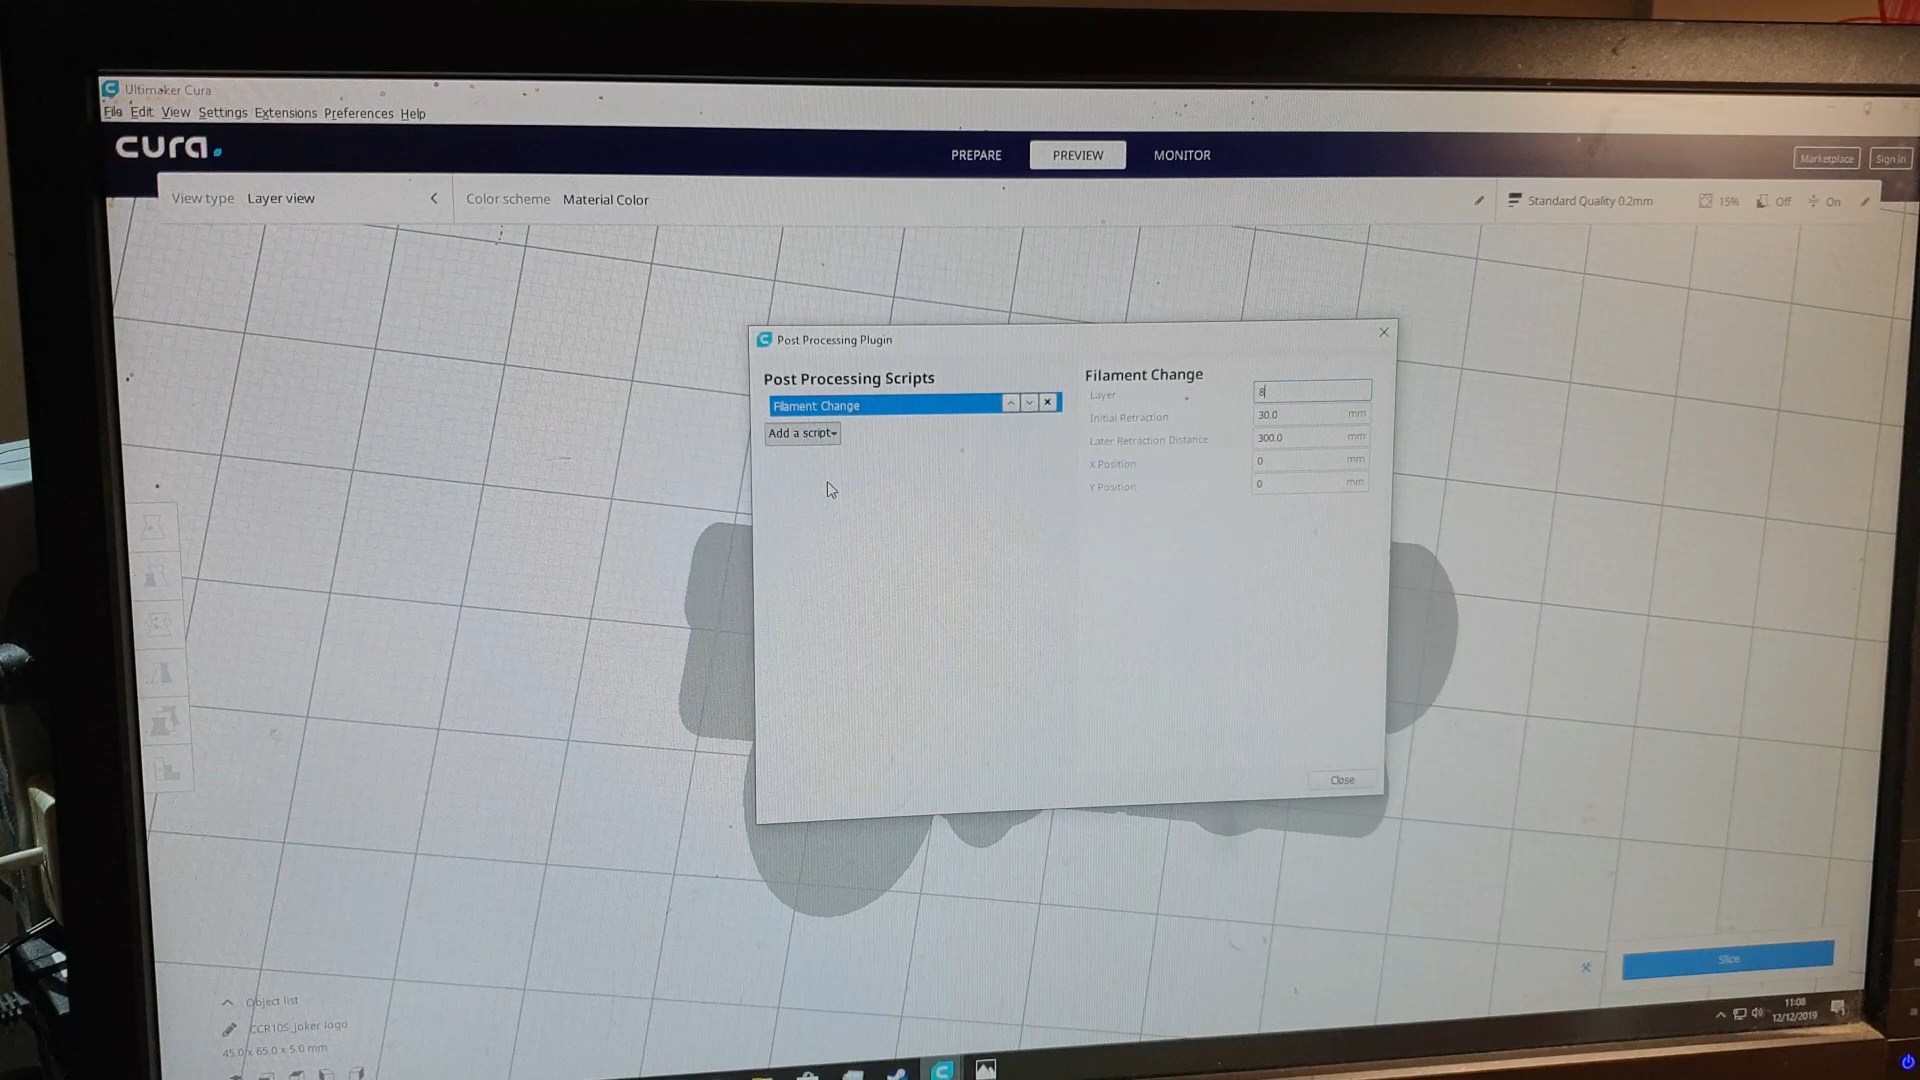 Ultimaker Cura
File Edit View Settings Extensions Preferences Help
cura.
PREPARE PREVIEW MONITOR
Marketplace Sign in
View type Layer view
Color scheme Material Color
Standard Quality 0.2mm 15% Off On
Post Processing Plugin
Post Processing Scripts
Filament Change
Add a script
Filament Change
Layer 8
Initial Retraction 30.0 mm
Later Retraction Distance 300.0 mm
X Position 0 mm
Y Position 0 mm
Close
Slice
Object list
CCR10S_joker logo
45.0 x 65.0 x 5.0 mm
11:08
12/12/2019